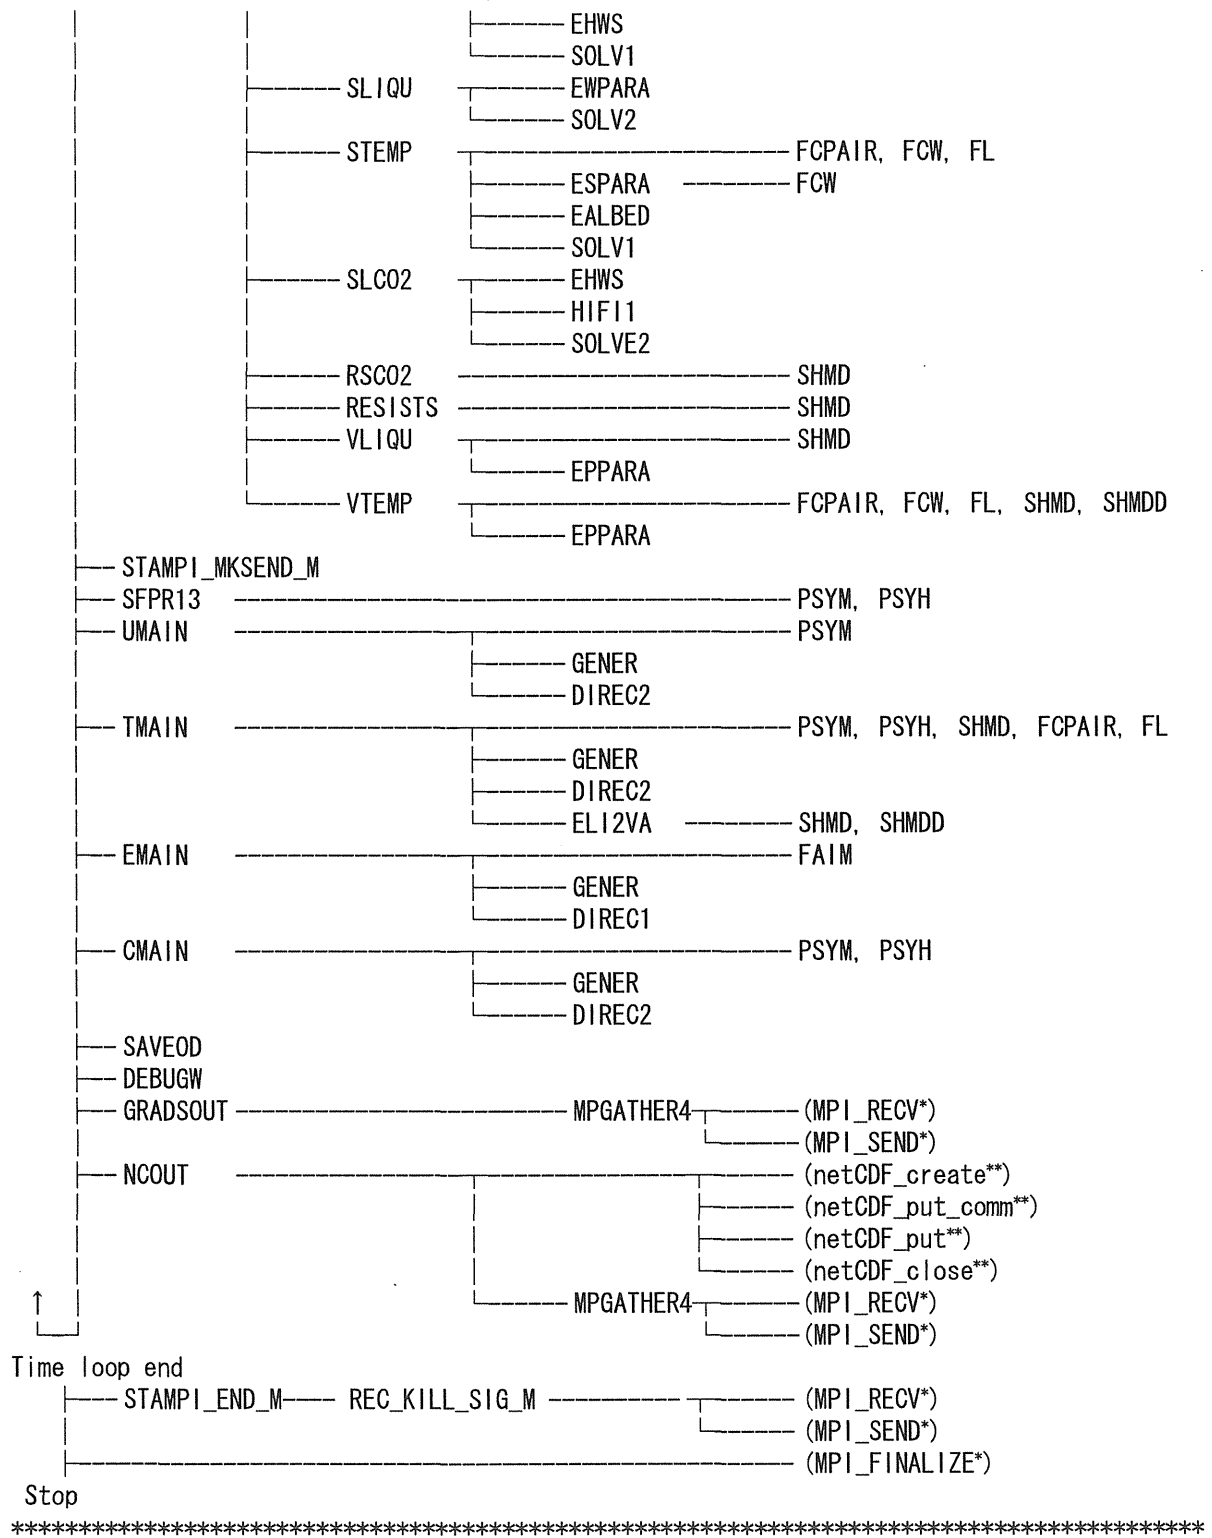 EHWS
SOLV1
SLIQU EWPARA
SOLV2
STEMP FCPAIR, FCW, FL
ESPARA FCW
EALBED
SOLV1
SLCO2 EHWS
HIFI1
SOLVE2
RSCO2 SHMD
RESISTS SHMD
VLIQU SHMD
EPPARA
VTEMP FCPAIR, FCW, FL, SHMD, SHMDD
EPPARA
STAMPI_MKSEND_M
SFPR13 PSYM, PSYH
UMAIN PSYM
GENER
DIREC2
TMAIN PSYM, PSYH, SHMD, FCPAIR, FL
GENER
DIREC2
ELI2VA SHMD, SHMDD
EMAIN FAIM
GENER
DIREC1
CMAIN PSYM, PSYH
GENER
DIREC2
SAVEOD
DEBUGW
GRADSOUT MPGATHER4 (MPI_RECV*)
(MPI_SEND*)
NCOUT (netCDF_create**)
(netCDF_put_comm**)
(netCDF_put**)
(netCDF_close**)
↑ MPGATHER4 (MPI_RECV*)
(MPI_SEND*)
Time loop end
STAMPI_END_M REC_KILL_SIG_M (MPI_RECV*)
(MPI_SEND*)
(MPI_FINALIZE*)
Stop
******************************************************************************************